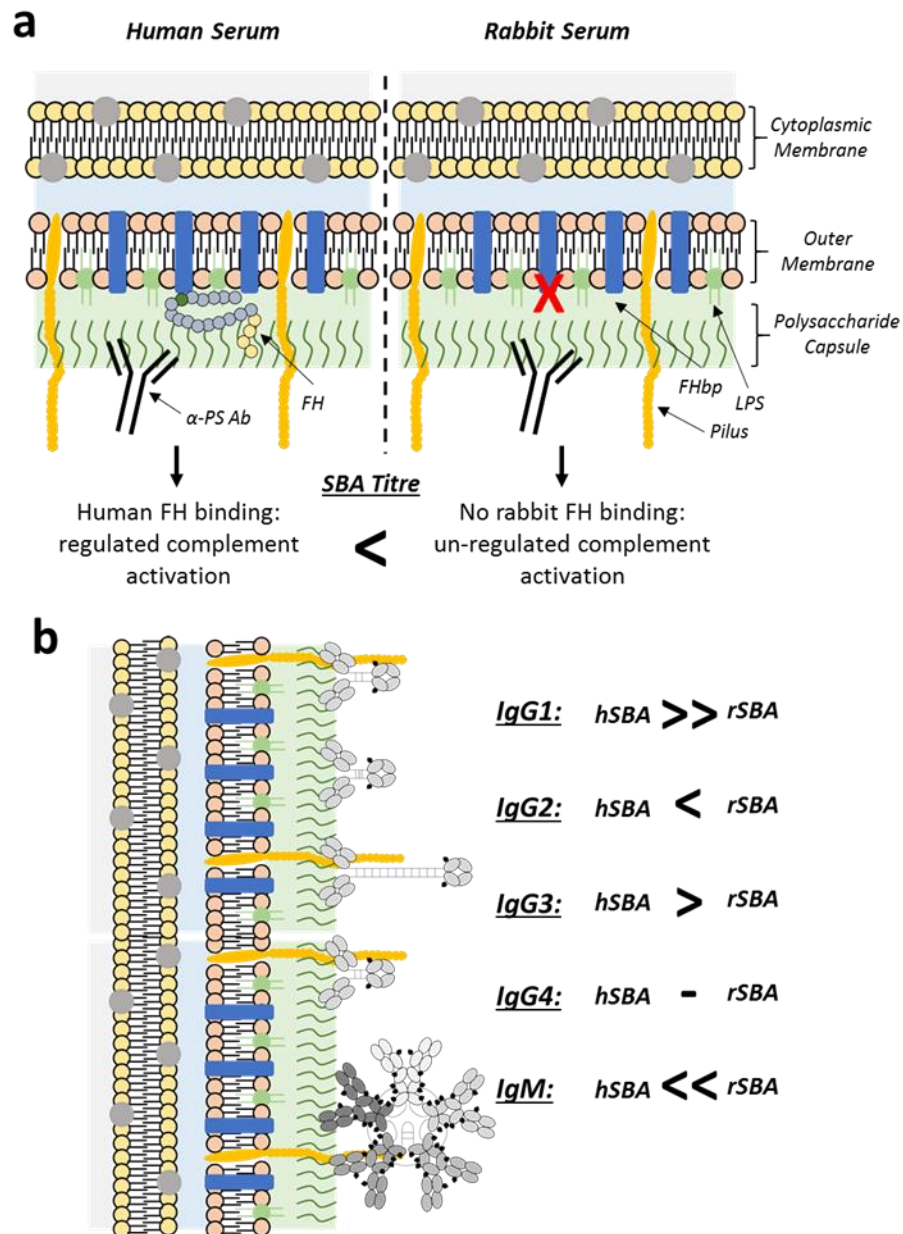 a
Human Serum
Rabbit Serum
Cytoplasmic
Membrane
Outer
Membrane
Polysaccharide
Capsule
α-PS Ab
FH
FHbp
LPS
Pilus
X
SBA Titre
Human FH binding:
regulated complement
activation
<
No rabbit FH binding:
un-regulated complement
activation
b
IgG1: hSBA >> rSBA
IgG2: hSBA < rSBA
IgG3: hSBA > rSBA
IgG4: hSBA - rSBA
IgM: hSBA << rSBA